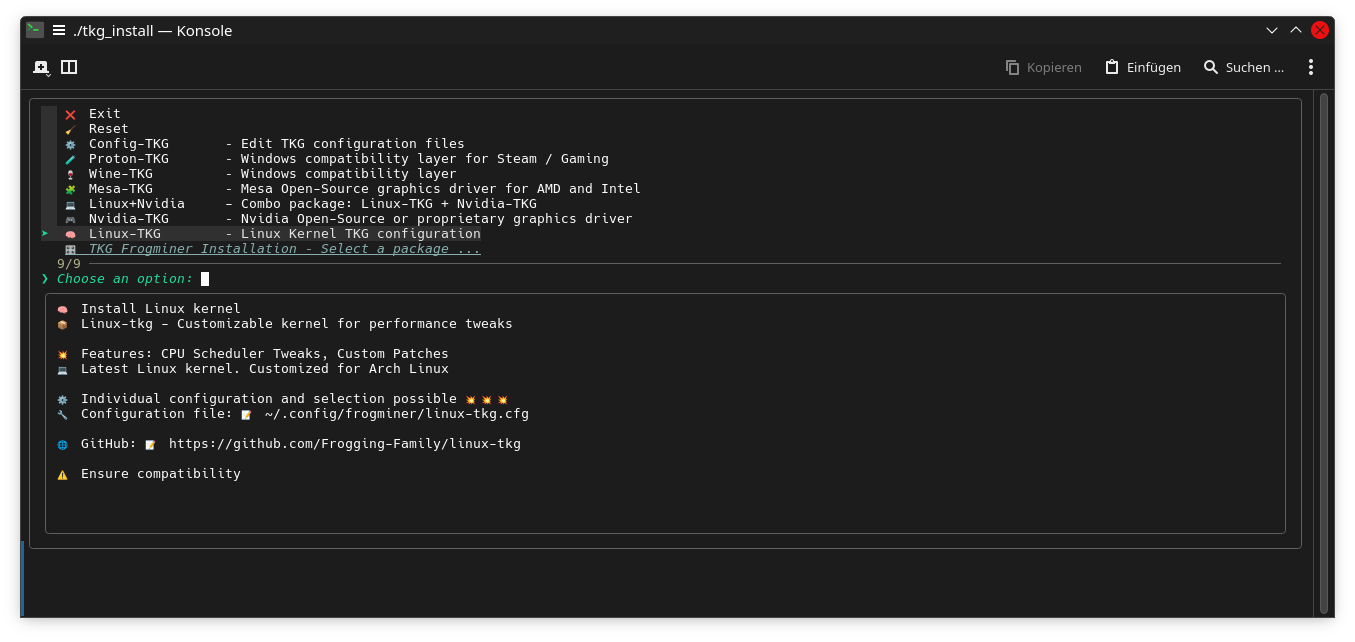 ./tkg_install — Konsole
Kopieren Einfügen Suchen ...
Exit
Reset
Config-TKG - Edit TKG configuration files
Proton-TKG - Windows compatibility layer for Steam / Gaming
Wine-TKG - Windows compatibility layer
Mesa-TKG - Mesa Open-Source graphics driver for AMD and Intel
Linux+Nvidia – Combo package: Linux-TKG + Nvidia-TKG
Nvidia-TKG - Nvidia Open-Source or proprietary graphics driver
Linux-TKG - Linux Kernel TKG configuration
TKG Frogminer Installation - Select a package ...
9/9
❯ Choose an option:
Install Linux kernel
Linux-tkg – Customizable kernel for performance tweaks
Features: CPU Scheduler Tweaks, Custom Patches
Latest Linux kernel. Customized for Arch Linux
Individual configuration and selection possible 💥 💥 💥
Configuration file: 📝 ~/.config/frogminer/linux-tkg.cfg
GitHub: 📝 https://github.com/Frogging-Family/linux-tkg
Ensure compatibility